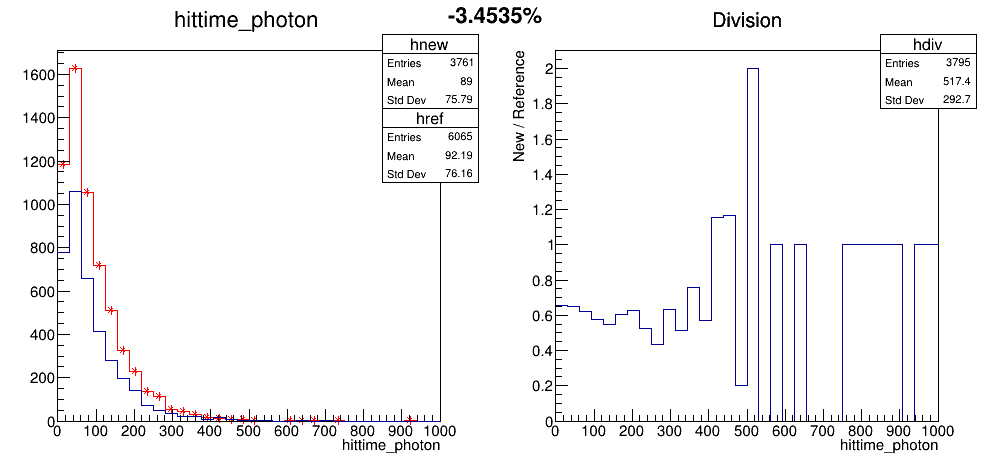 -3.4535%
hittime_photon
hnew
Entries 3761
Mean 89
Std Dev 75.79
href
Entries 6065
Mean 92.19
Std Dev 76.16
1600
1400
1200
1000
800
600
400
200
0
0 100 200 300 400 500 600 700 800 900 1000
hittime_photon
Division
hdiv
Entries 3795
Mean 517.4
Std Dev 292.7
New / Reference
2
1.8
1.6
1.4
1.2
1
0.8
0.6
0.4
0.2
0
0 100 200 300 400 500 600 700 800 900 1000
hittime_photon